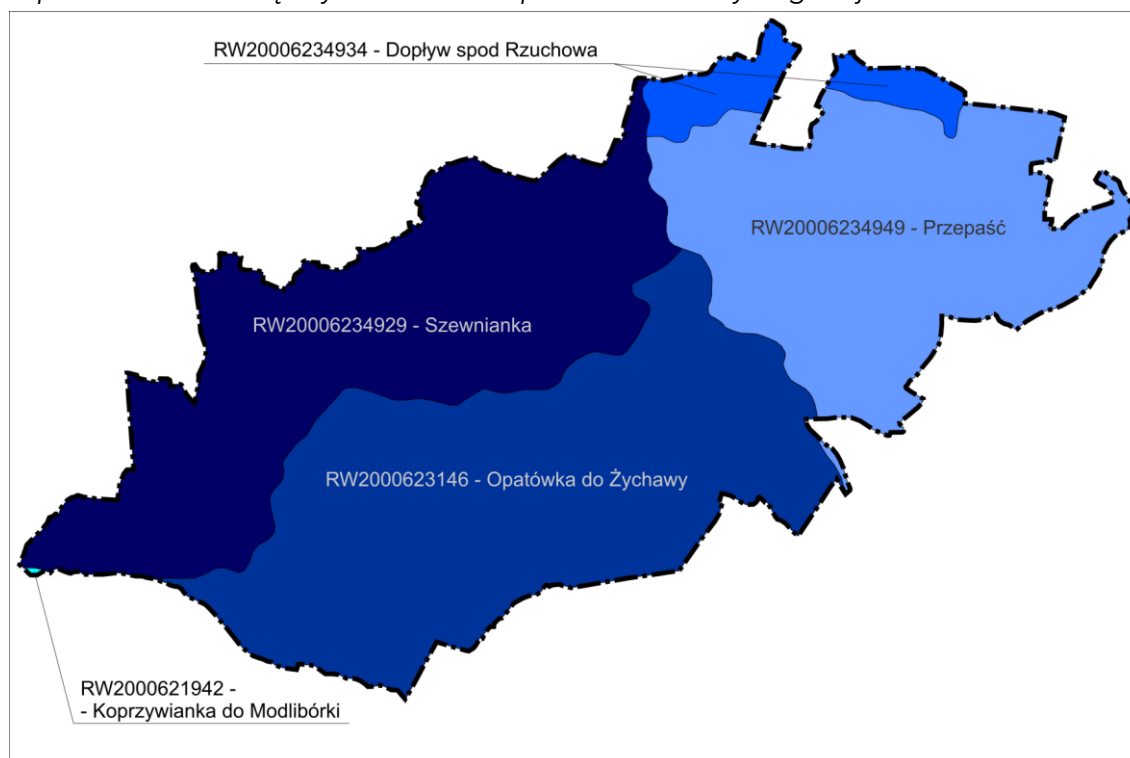 RW20006234934 - Dopływ spod Rzuchowa
RW20006234949 - Przepaść
RW20006234929 - Szewnianka
RW2000623146 - Opatówka do Żychawy
RW2000621942 -
- Koprzywianka do Modlibórki